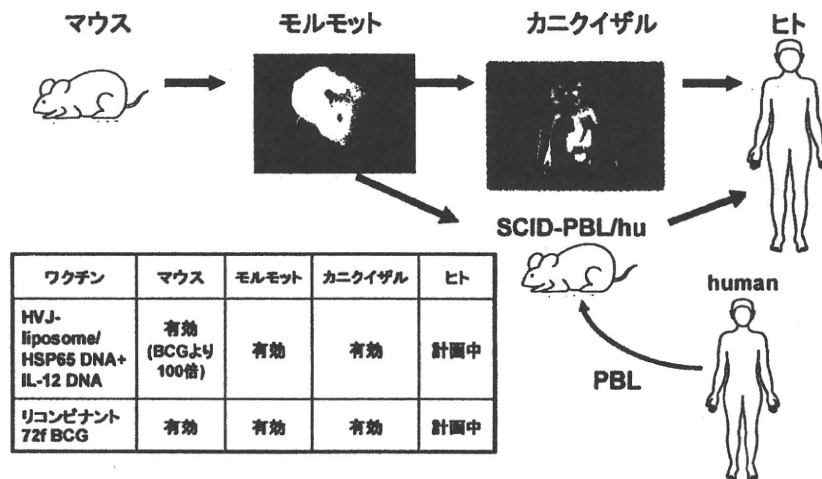 マウス
モルモット
カニクイザル
ヒト
SCID-PBL/hu
human
PBL
ワクチン
マウス
モルモット
カニクイザル
ヒト
HVJ-
liposome/
HSP65 DNA+
IL-12 DNA
有効
(BCGより
100倍)
有効
有効
計画中
リコンビナント
72f BCG
有効
有効
有効
計画中